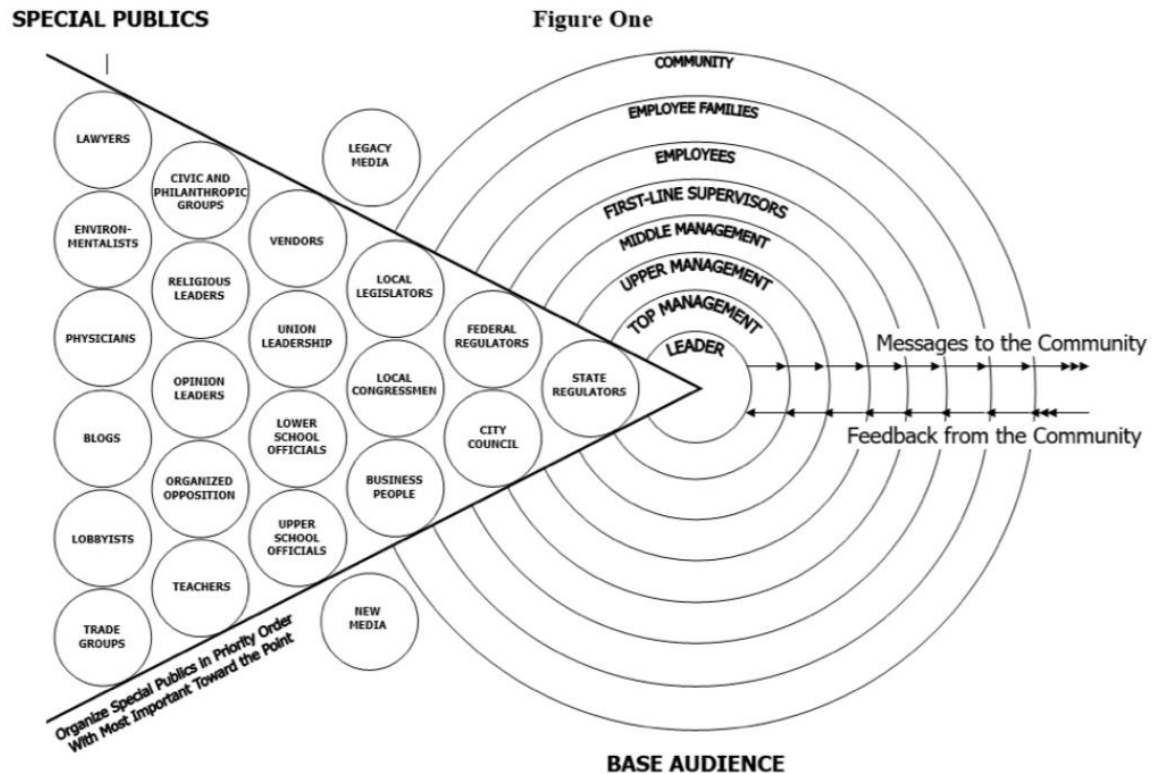 SPECIAL PUBLICS
Figure One
LAWYERS
ENVIRON-
MENTALISTS
PHYSICIANS
BLOGS
LOBBYISTS
TRADE
GROUPS
CIVIC AND
PHILANTHROPIC
GROUPS
RELIGIOUS
LEADERS
OPINION
LEADERS
ORGANIZED
OPPOSITION
TEACHERS
VENDORS
UNION
LEADERSHIP
LOWER
SCHOOL
OFFICIALS
UPPER
SCHOOL
OFFICIALS
LEGACY
MEDIA
LOCAL
LEGISLATORS
LOCAL
CONGRESSMEN
BUSINESS
PEOPLE
NEW
MEDIA
FEDERAL
REGULATORS
CITY
COUNCIL
STATE
REGULATORS
COMMUNITY
EMPLOYEE FAMILIES
EMPLOYEES
FIRST-LINE SUPERVISORS
MIDDLE MANAGEMENT
UPPER MANAGEMENT
TOP MANAGEMENT
LEADER
Messages to the Community
Feedback from the Community
Organize Special Publics in Priority Order
With Most Important Toward the Point
BASE AUDIENCE